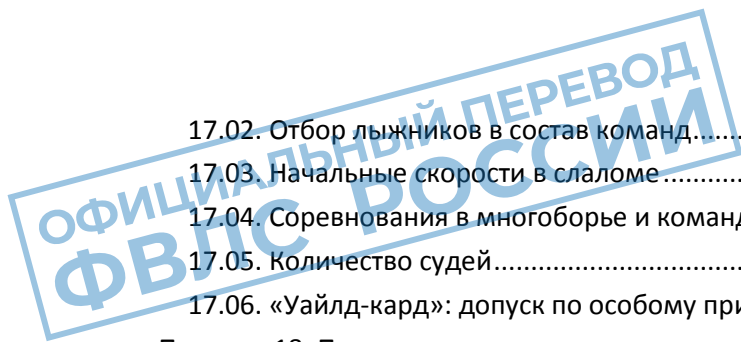 ОФИЦИАЛЬНЫЙ ПЕРЕВОД
ФВЛС РОССИИ
17.02. Отбор лыжников в состав команд........
17.03. Начальные скорости в слаломе............
17.04. Соревнования в многоборье и команд
17.05. Количество судей....................................
17.06. «Уайлд-кард»: допуск по особому при